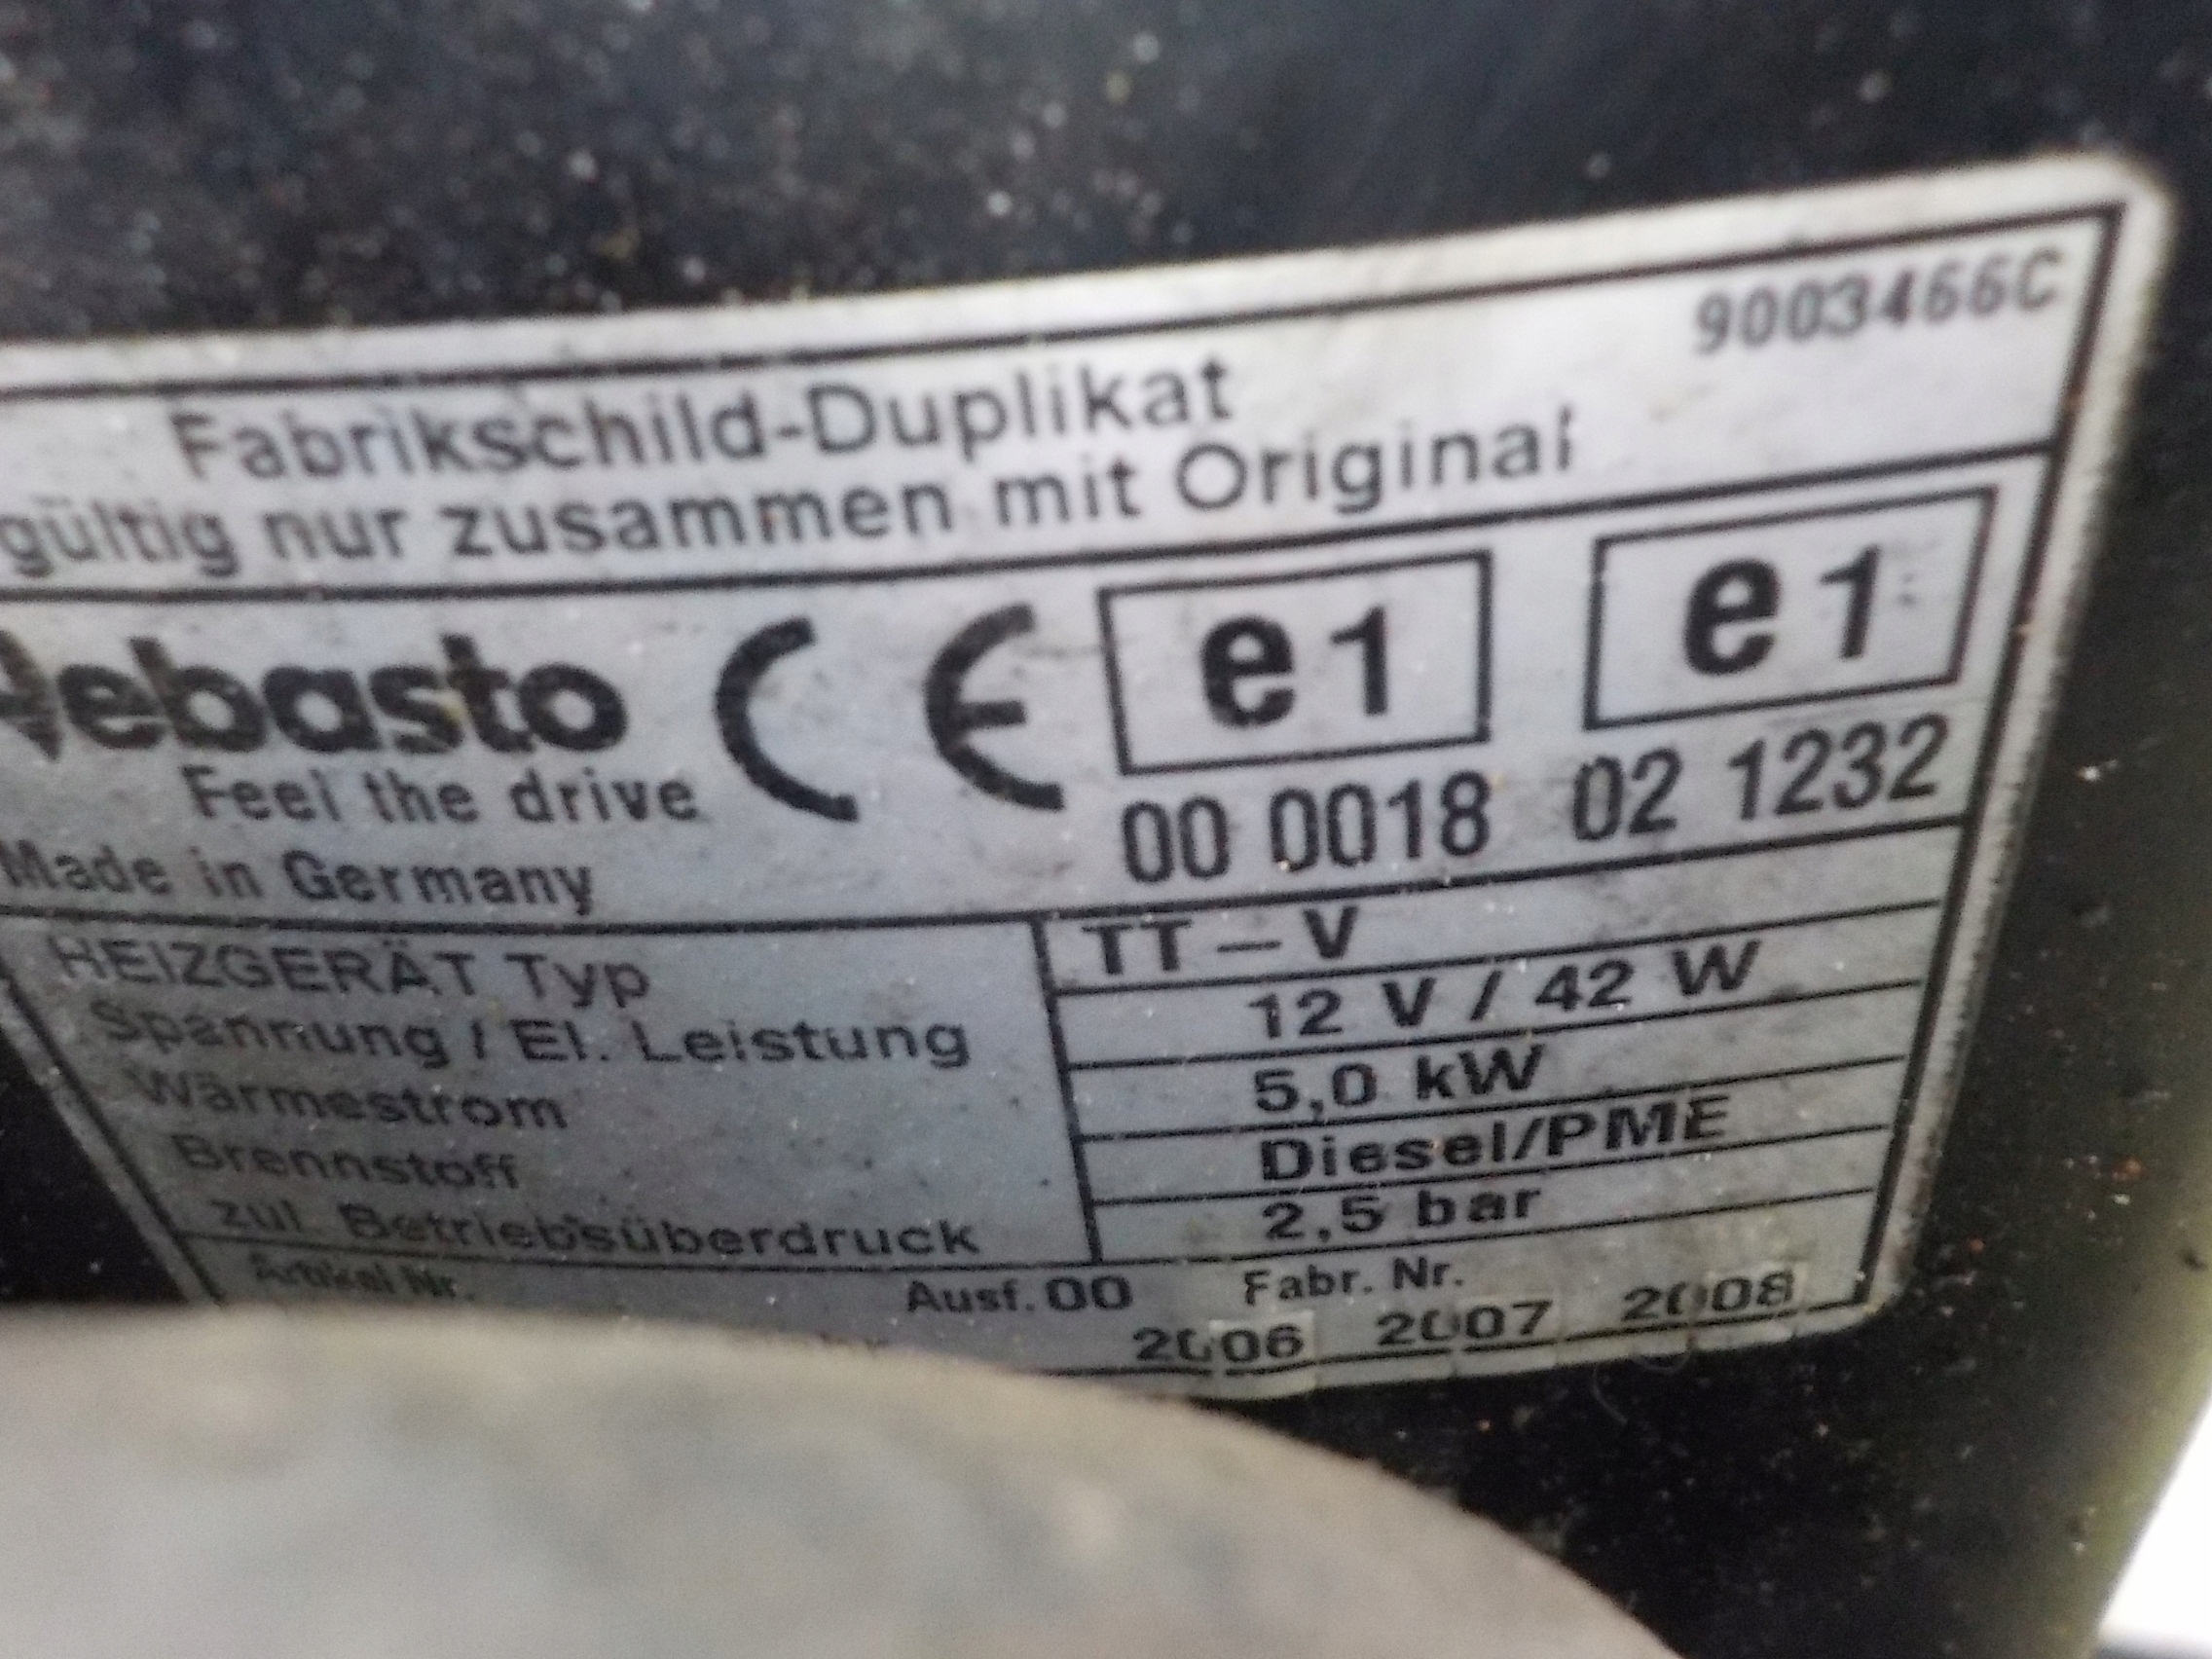 9003466C
Fabrikschild-Duplikat
gültig nur zusammen mit Original
Webasto
Feel the drive
CE e1 e1
00 0018 02 1232
Made in Germany
HEIZGERÄT Typ TT - V
Spannung / El. Leistung 12 V / 42 W
Wärmestrom 5,0 kW
Brennstoff Diesel/PME
zul. Betriebsüberdruck 2,5 bar
Artikel Nr. Ausf. 00 Fabr. Nr.
2006 2007 2008